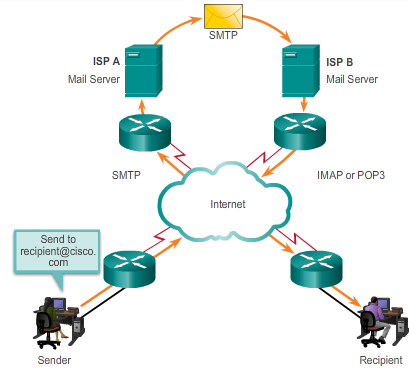 SMTP
ISP A
Mail Server
ISP B
Mail Server
SMTP
IMAP or POP3
Internet
Send to
recipient@cisco.
com
Sender
Recipient